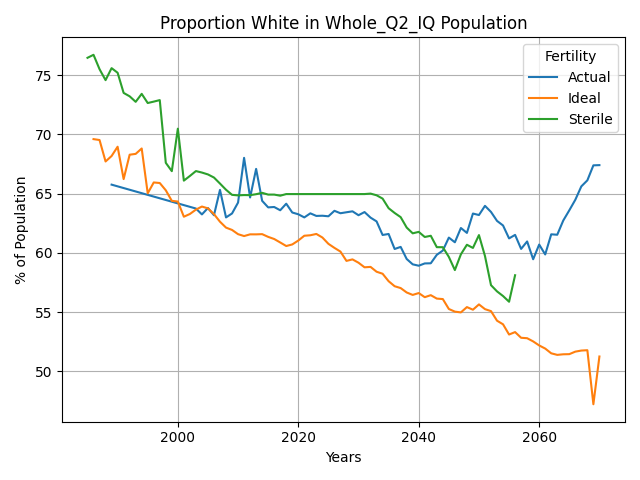 Proportion White in Whole_Q2_IQ Population
Fertility
Actual
Ideal
Sterile
% of Population
75
70
65
60
55
50
2000
2020
2040
2060
Years